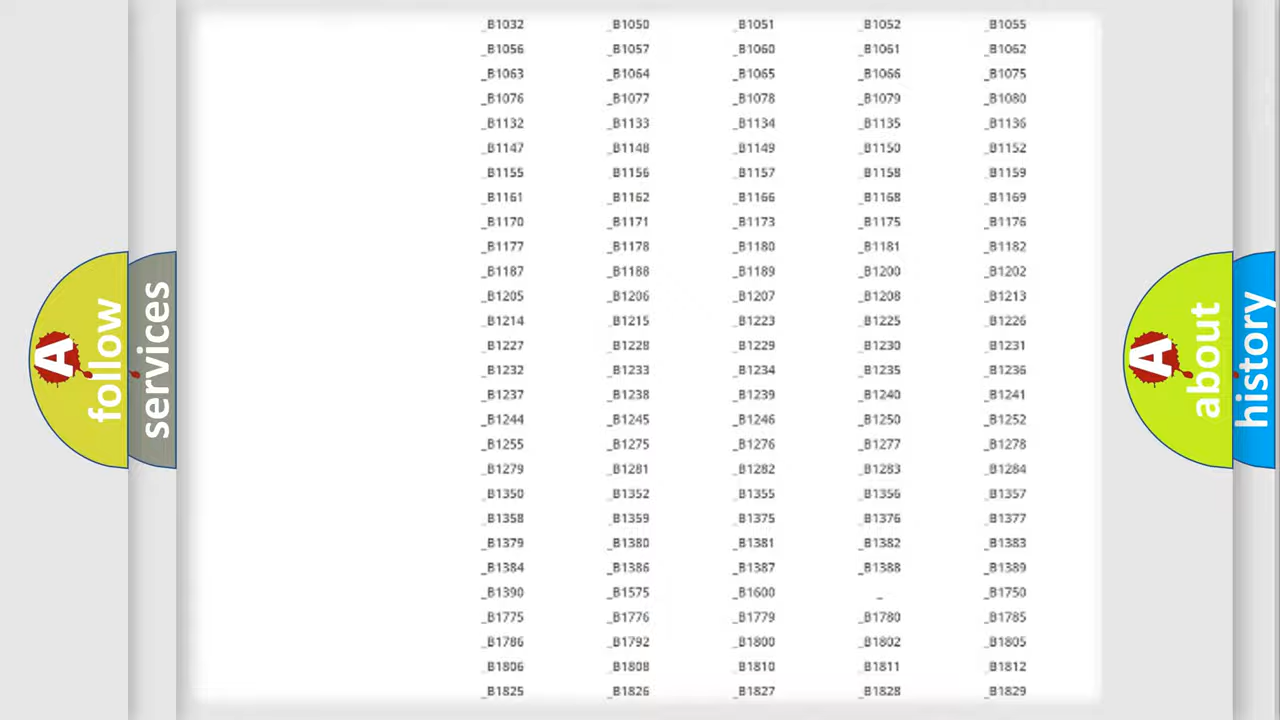 _B1032 _B1050 _B1051 _B1052 _B1055
_B1056 _B1057 _B1060 _B1061 _B1062
_B1063 _B1064 _B1065 _B1066 _B1075
_B1076 _B1077 _B1078 _B1079 _B1080
_B1132 _B1133 _B1134 _B1135 _B1136
_B1147 _B1148 _B1149 _B1150 _B1152
_B1155 _B1156 _B1157 _B1158 _B1159
_B1161 _B1162 _B1166 _B1168 _B1169
_B1170 _B1171 _B1173 _B1175 _B1176
_B1177 _B1178 _B1180 _B1181 _B1182
_B1187 _B1188 _B1189 _B1200 _B1202
_B1205 _B1206 _B1207 _B1208 _B1213
_B1214 _B1215 _B1223 _B1225 _B1226
_B1227 _B1228 _B1229 _B1230 _B1231
_B1232 _B1233 _B1234 _B1235 _B1236
_B1237 _B1238 _B1239 _B1240 _B1241
_B1244 _B1245 _B1246 _B1250 _B1252
_B1255 _B1275 _B1276 _B1277 _B1278
_B1279 _B1281 _B1282 _B1283 _B1284
_B1350 _B1352 _B1355 _B1356 _B1357
_B1358 _B1359 _B1375 _B1376 _B1377
_B1379 _B1380 _B1381 _B1382 _B1383
_B1384 _B1386 _B1387 _B1388 _B1389
_B1390 _B1575 _B1600 _ _B1750
_B1775 _B1776 _B1779 _B1780 _B1785
_B1786 _B1792 _B1800 _B1802 _B1805
_B1806 _B1808 _B1810 _B1811 _B1812
_B1825 _B1826 _B1827 _B1828 _B1829
A
follow
services
A
about
history